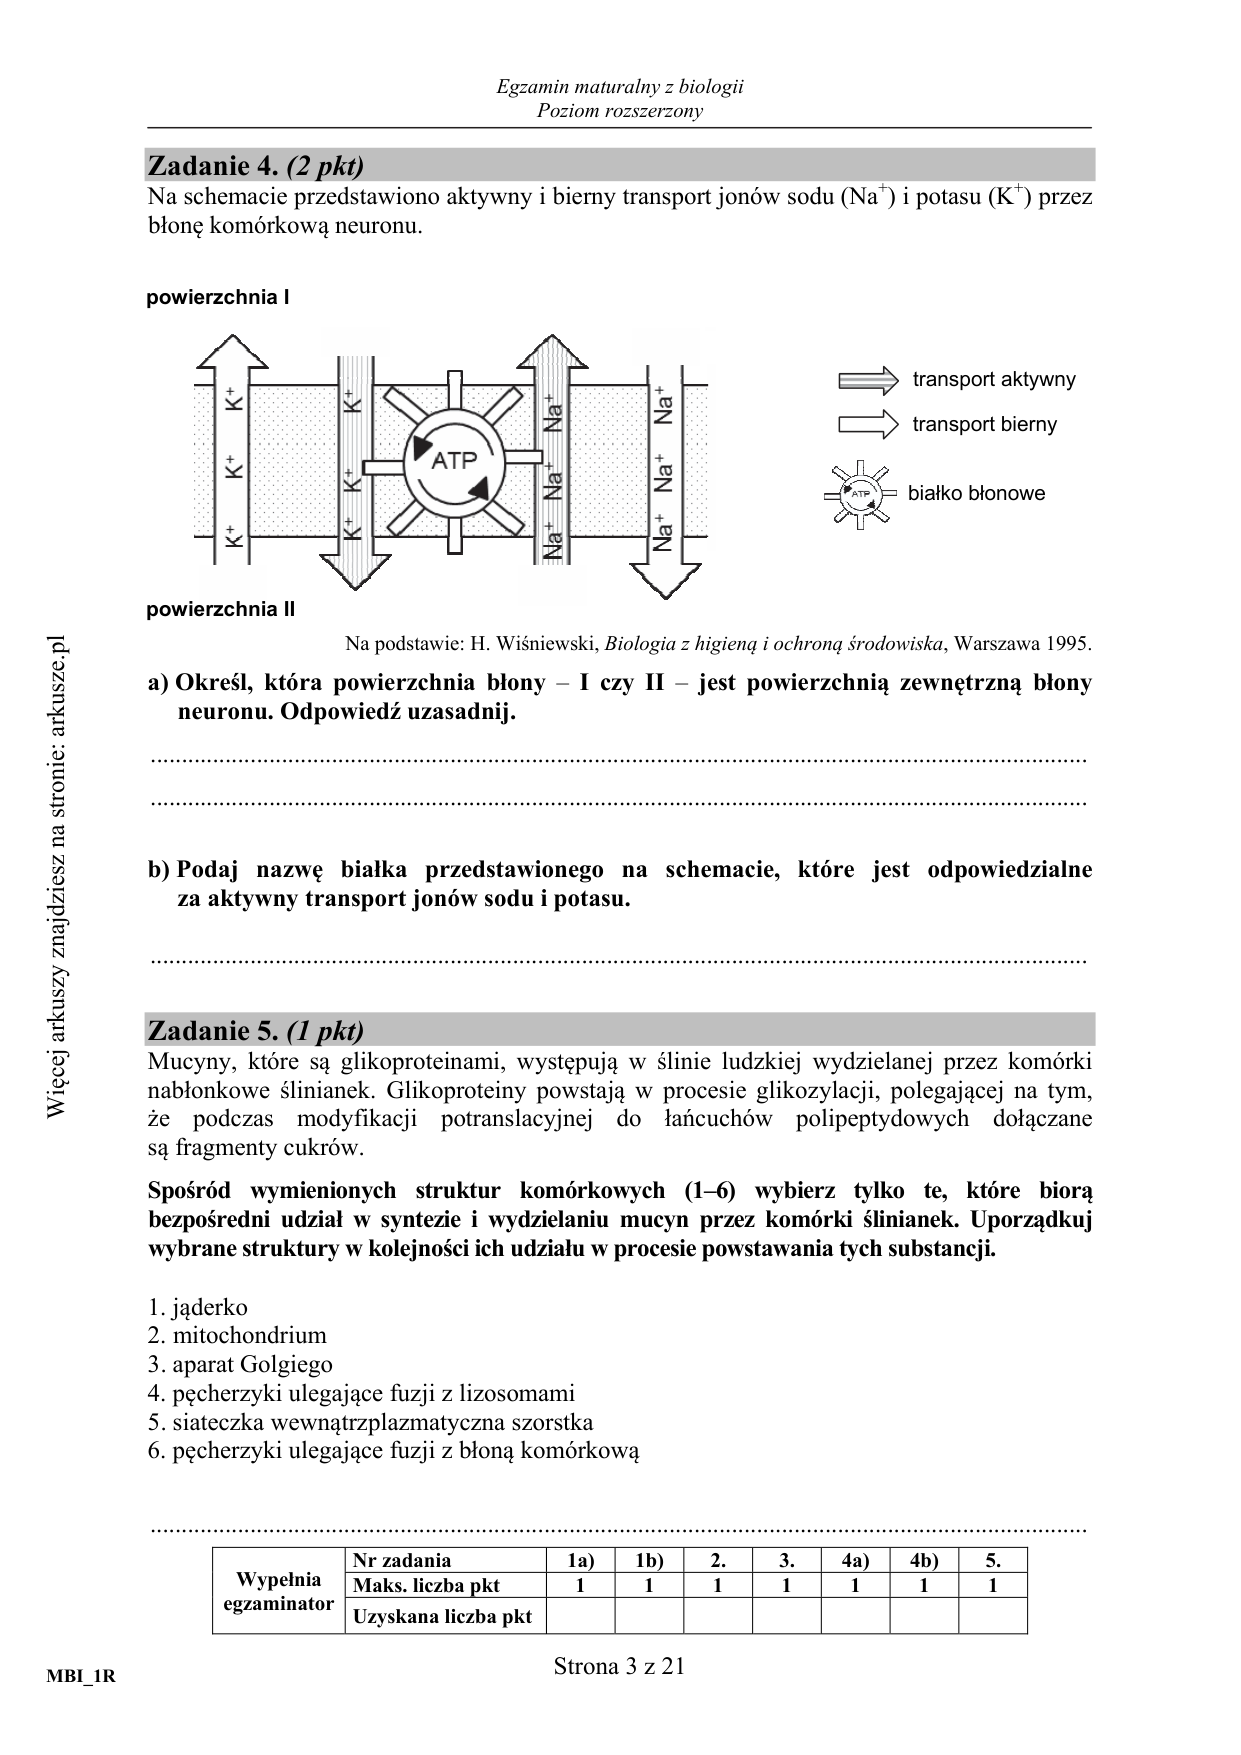 Egzamin maturalny z biologii
Poziom rozszerzony
Zadanie 4. (2 pkt)
Na schemacie przedstawiono aktywny i bierny transport jonów sodu (Na+) i potasu (K+) przez
błonę komórkową neuronu.
powierzchnia I
K+ K+ K+
K+ K+ K+
ATP
Na+ Na+ Na+
Na+ Na+ Na+
transport aktywny
transport bierny
ATP
białko błonowe
powierzchnia II
Na podstawie: H. Wiśniewski, Biologia z higieną i ochroną środowiska, Warszawa 1995.
a) Określ, która powierzchnia błony – I czy II – jest powierzchnią zewnętrzną błony
neuronu. Odpowiedź uzasadnij.
b) Podaj nazwę białka przedstawionego na schemacie, które jest odpowiedzialne
za aktywny transport jonów sodu i potasu.
Zadanie 5. (1 pkt)
Mucyny, które są glikoproteinami, występują w ślinie ludzkiej wydzielanej przez komórki
nabłonkowe ślinianek. Glikoproteiny powstają w procesie glikozylacji, polegającej na tym,
że podczas modyfikacji potranslacyjnej do łańcuchów polipeptydowych dołączane
są fragmenty cukrów.
Spośród wymienionych struktur komórkowych (1–6) wybierz tylko te, które biorą
bezpośredni udział w syntezie i wydzielaniu mucyn przez komórki ślinianek. Uporządkuj
wybrane struktury w kolejności ich udziału w procesie powstawania tych substancji.
1. jąderko
2. mitochondrium
3. aparat Golgiego
4. pęcherzyki ulegające fuzji z lizosomami
5. siateczka wewnątrzplazmatyczna szorstka
6. pęcherzyki ulegające fuzji z błoną komórkową
Wypełnia
egzaminator
Nr zadania 1a) 1b) 2. 3. 4a) 4b) 5.
Maks. liczba pkt 1 1 1 1 1 1 1
Uzyskana liczba pkt
Strona 3 z 21
MBI_1R
Więcej arkuszy znajdziesz na stronie: arkusze.pl